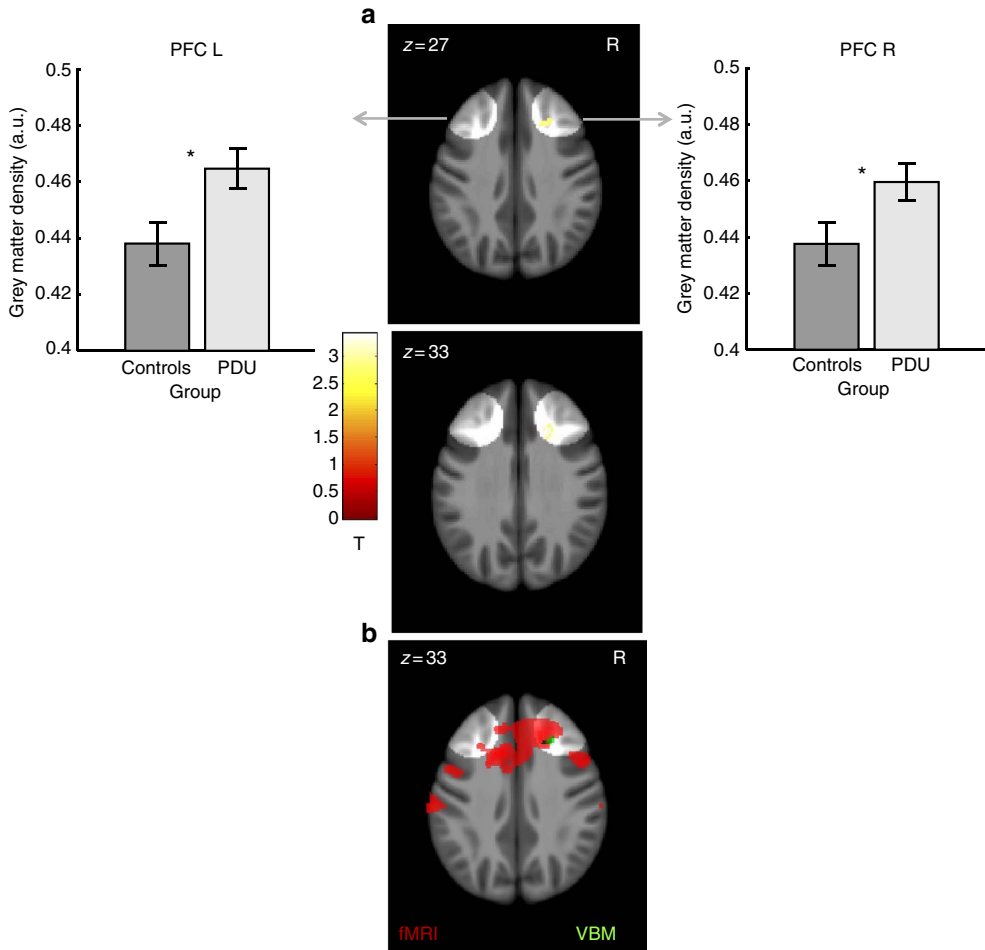 a
PFC L
0.5
0.48
0.46
0.44
0.42
0.4
Grey matter density (a.u.)
*
Controls PDU
Group
z=27 R
PFC R
0.5
0.48
0.46
0.44
0.42
0.4
Grey matter density (a.u.)
*
Controls PDU
Group
z=33
3
2.5
2
1.5
1
0.5
0
T
b
z=33 R
fMRI VBM